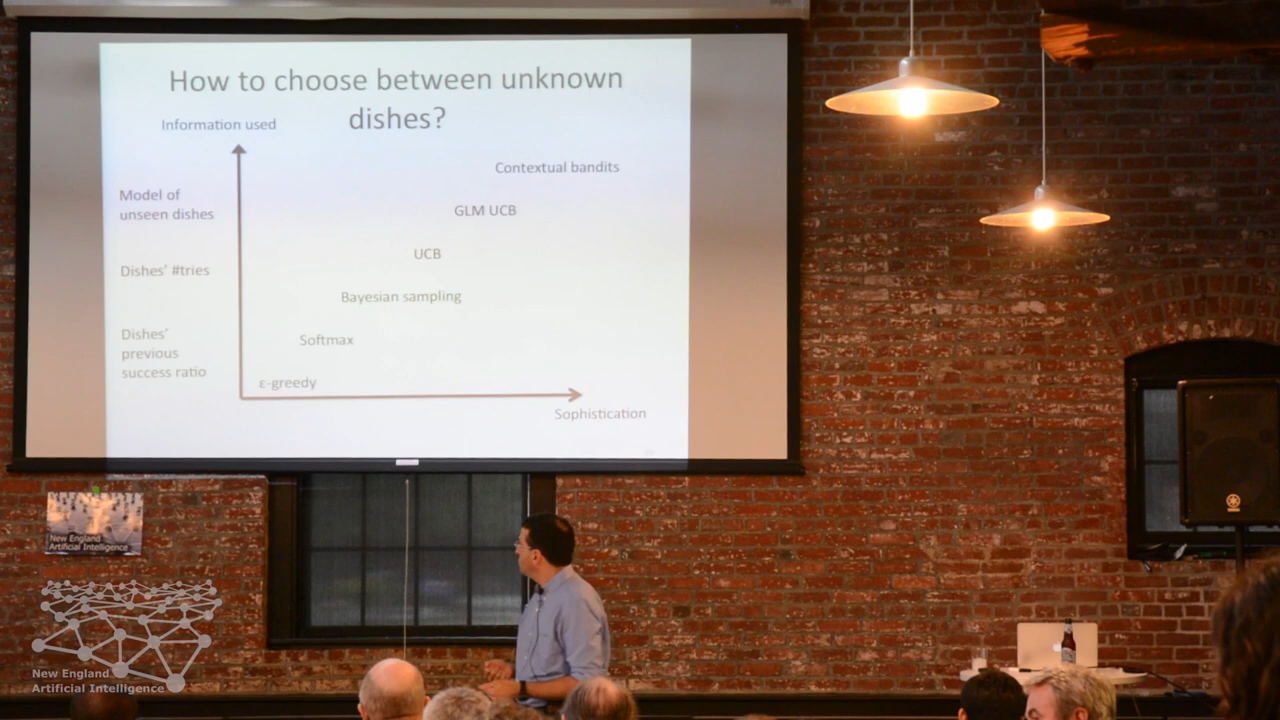 How to choose between unknown
dishes?
Information used
Contextual bandits
Model of
unseen dishes
GLM UCB
UCB
Dishes' #tries
Bayesian sampling
Dishes'
previous
success ratio
Softmax
ε-greedy
Sophistication
New England
Artificial Intelligence
New England
Artificial Intelligence